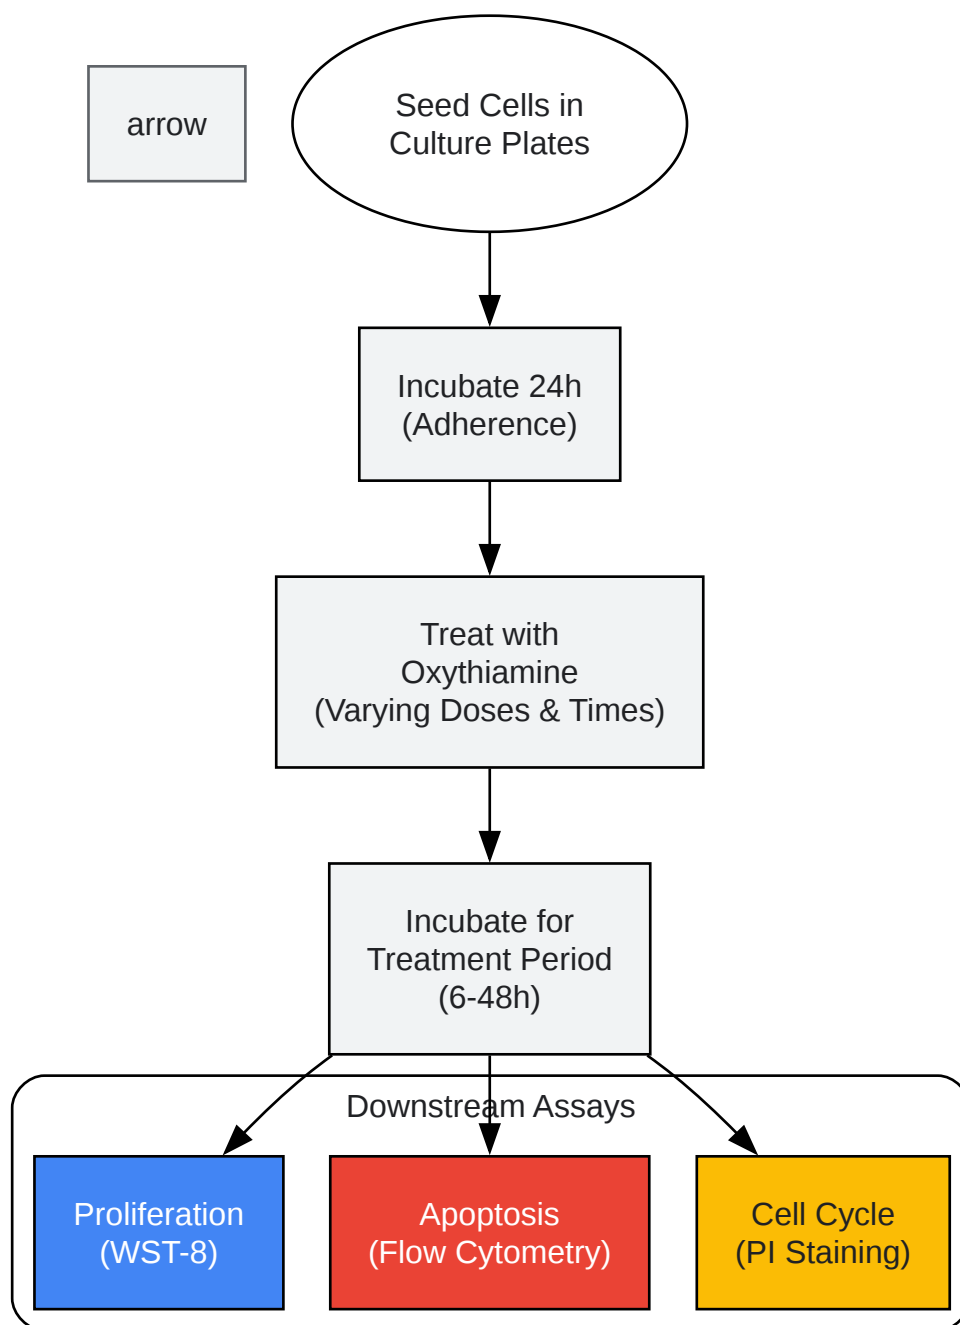 arrow
Seed Cells in
Culture Plates
Incubate 24h
(Adherence)
Treat with
Oxythiamine
(Varying Doses & Times)
Incubate for
Treatment Period
(6-48h)
Downstream Assays
Proliferation
(WST-8)
Apoptosis
(Flow Cytometry)
Cell Cycle
(PI Staining)